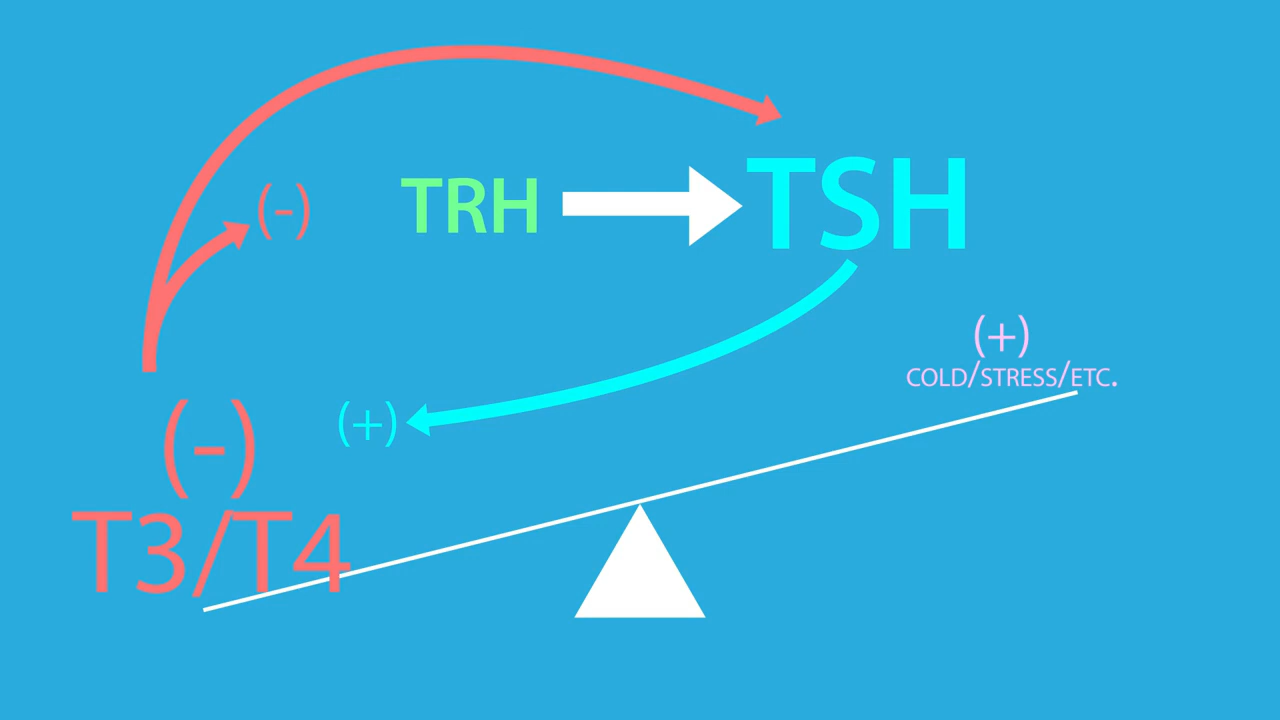 (-)
TRH
TSH
(+)
COLD/STRESS/ETC.
(+)
(-)
T3/T4